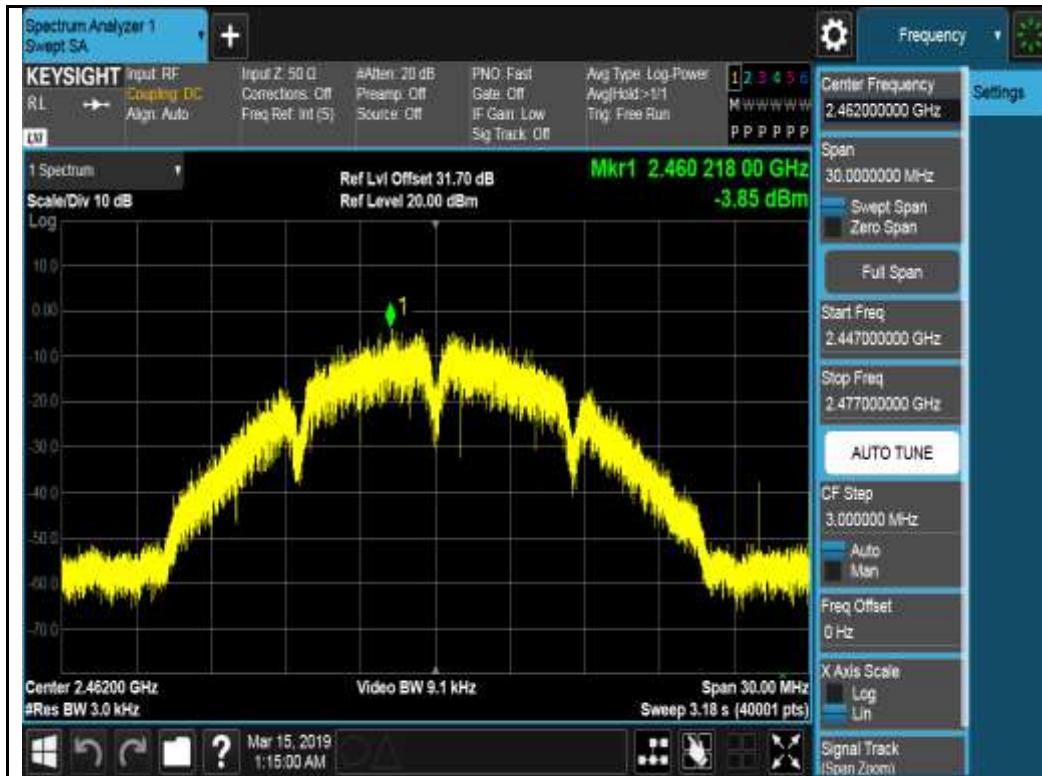 Spectrum Analyzer 1
Swept SA
+
Frequency
KEYSIGHT
RL
Input: RF
Coupling: DC
Align: Auto
Input Z: 50 Ω
Corrections: Off
Freq Ref: Int (S)
#Atten: 20 dB
Preamp: Off
Source: Off
PNO: Fast
Gate: Off
IF Gain: Low
Sig Track: Off
Avg Type: Log-Power
Avg|Hold:>1/1
Trig: Free Run
1 2 3 4 5 6
M W W W W W
P P P P P P
1 Spectrum
Scale/Div 10 dB
Log
Ref Lvl Offset 31.70 dB
Ref Level 20.00 dBm
Mkr1 2.460 218 00 GHz
-3.85 dBm
1
10.0
0.00
-10.0
-20.0
-30.0
-40.0
-50.0
-60.0
-70.0
Center 2.46200 GHz
#Res BW 3.0 kHz
Video BW 9.1 kHz
Span 30.00 MHz
Sweep 3.18 s (40001 pts)
Center Frequency
2.462000000 GHz
Settings
Span
30.0000000 MHz
Swept Span
Zero Span
Full Span
Start Freq
2.447000000 GHz
Stop Freq
2.477000000 GHz
AUTO TUNE
CF Step
3.000000 MHz
Auto
Man
Freq Offset
0 Hz
X Axis Scale
Log
Lin
Signal Track
(Span Zoom)
?
Mar 15, 2019
1:15:00 AM